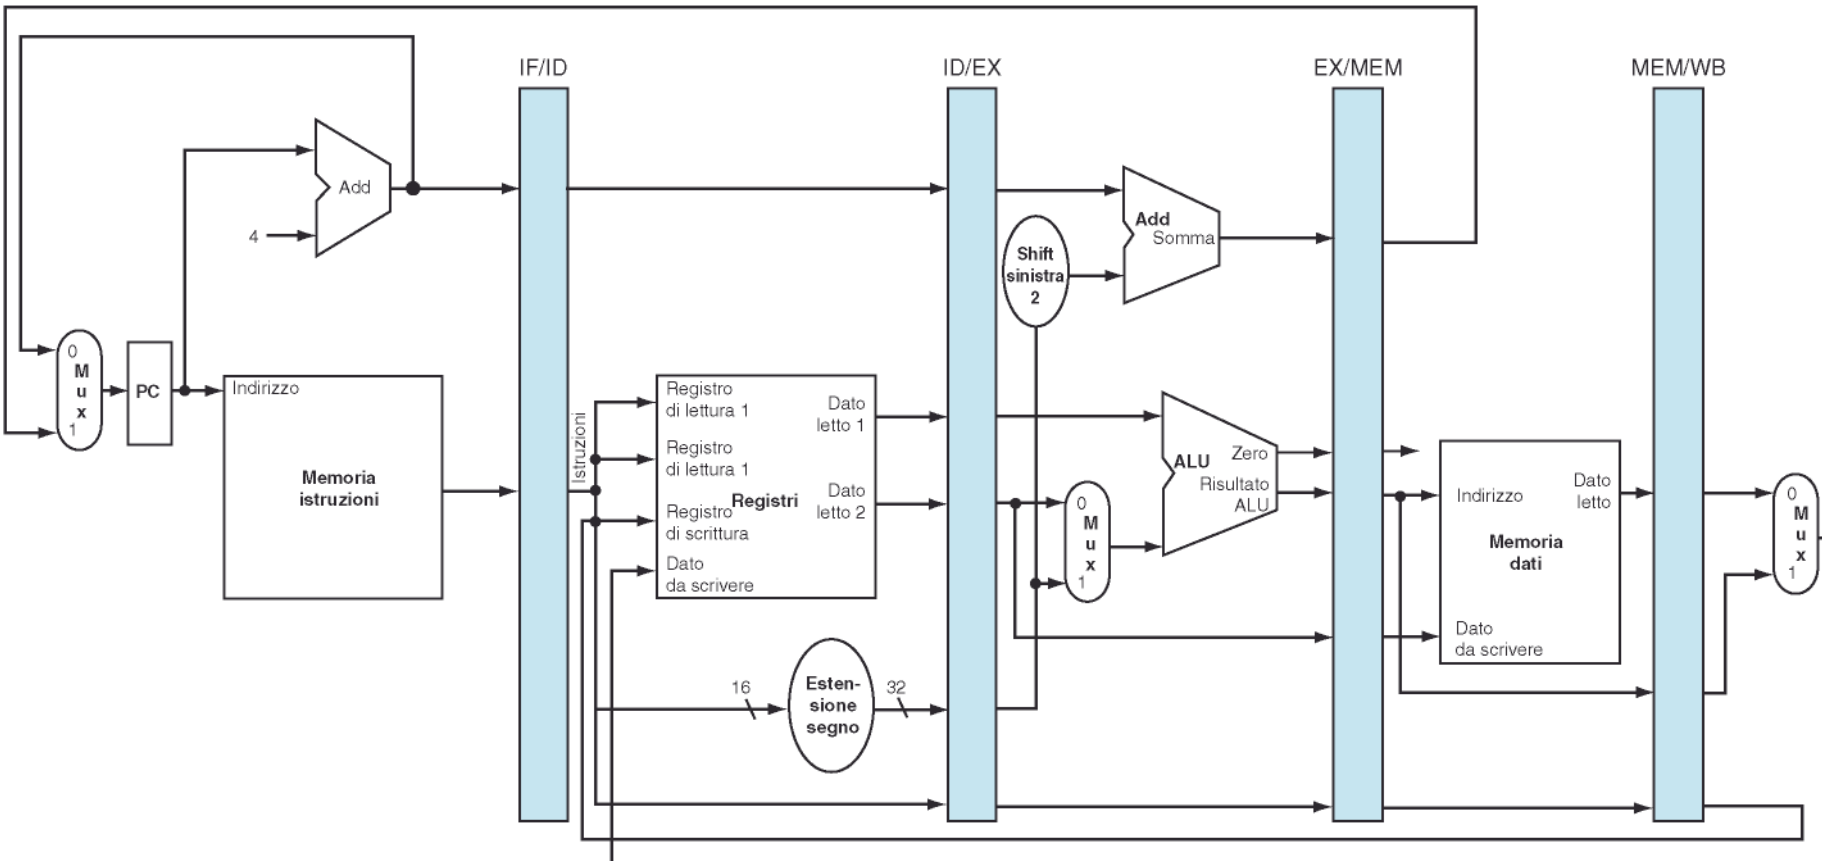 IF/ID
ID/EX
EX/MEM
MEM/WB
Add
4
Add
Somma
Shift
sinistra
2
0
M
u
x
1
PC
Indirizzo
Memoria
istruzioni
Istruzioni
Registro
di lettura 1
Registro
di lettura 1
Registro
di scrittura
Dato
da scrivere
Registri
Dato
letto 1
Dato
letto 2
16
Esten-
sione
segno
32
0
M
u
x
1
ALU
Zero
Risultato
ALU
Indirizzo
Dato
letto
Memoria
dati
Dato
da scrivere
0
M
u
x
1